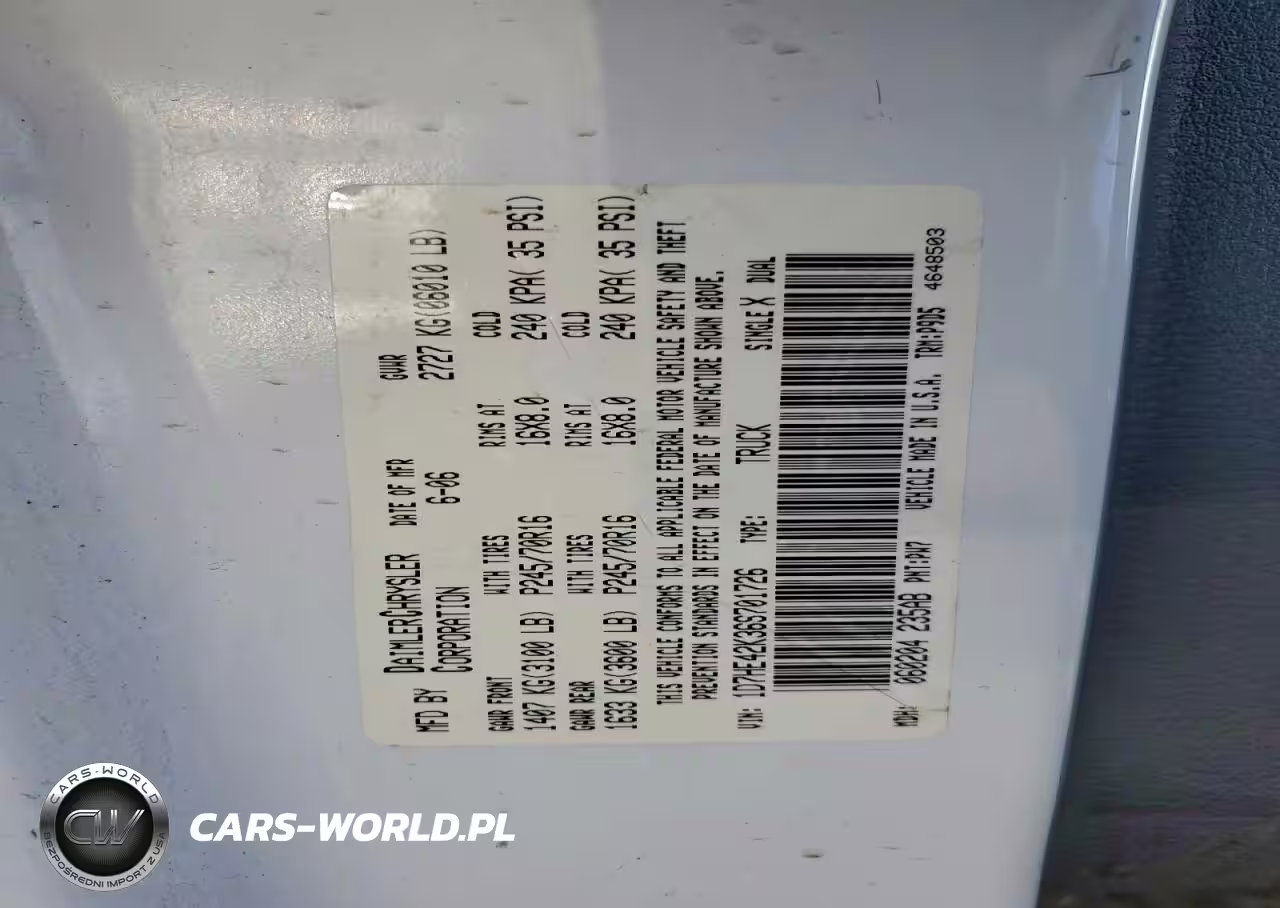 MFD BY DAIMLERCHRYSLER CORPORATION
DATE OF MFR 6-06
GVWR 2727 KG(06010 LB)
GAWR FRONT WITH TIRES RIMS AT COLD
1407 KG(3100 LB) P245/70R16 16X8.0 240 KPA( 35 PSI)
GAWR REAR WITH TIRES RIMS AT COLD
1633 KG(3600 LB) P245/70R16 16X8.0 240 KPA( 35 PSI)
THIS VEHICLE CONFORMS TO ALL APPLICABLE FEDERAL MOTOR VEHICLE SAFETY AND THEFT
PREVENTION STANDARDS IN EFFECT ON THE DATE OF MANUFACTURE SHOWN ABOVE.
VIN: 1D7HE42K36S701726 TYPE: TRUCK SINGLE X DUAL
MDH: 060204 235AB PNT:PW7 VEHICLE MADE IN U.S.A. TRM:P9D5 4648503
CARS-WORLD
CW
BEZPOŚREDNI IMPORT Z USA
CARS-WORLD.PL